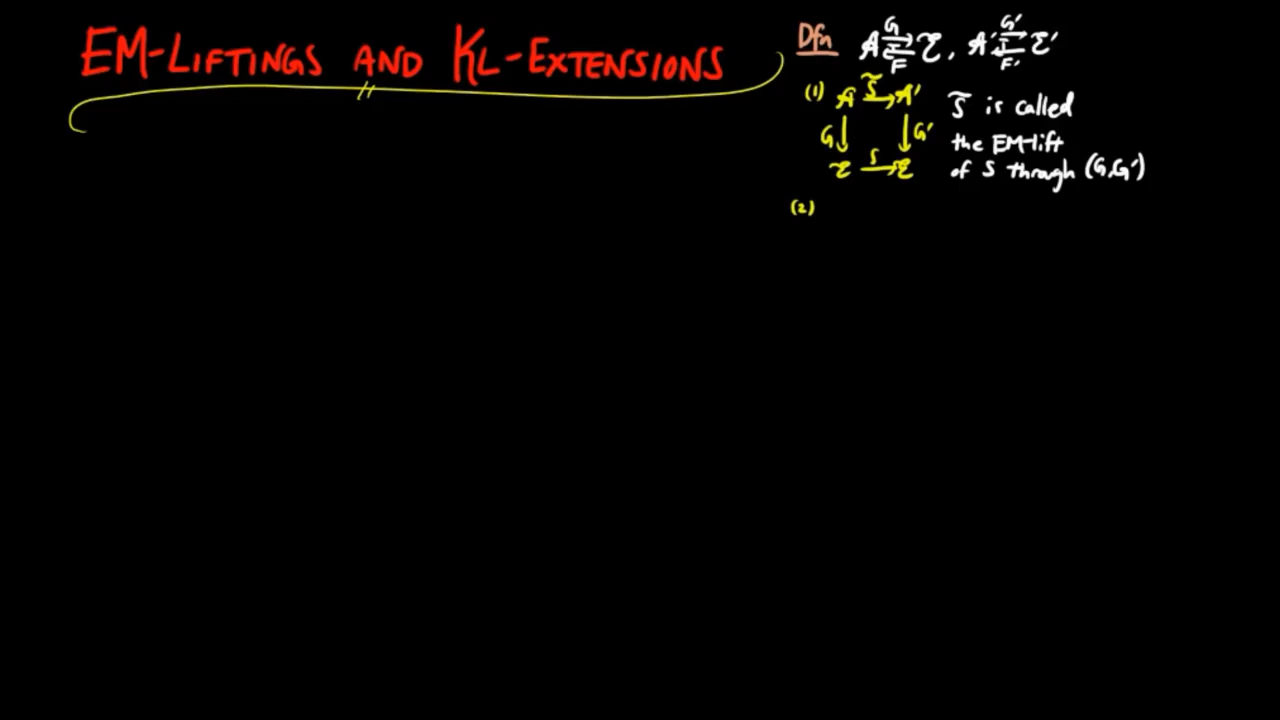 EM-LIFTINGS AND KL-EXTENSIONS
Dfn A ⇄ C, A' ⇄ C'
G G'
F F'
(1) A S̃→ A' S̃ is called
G↓ ↓G' the EM-lift
C S→ C of S through (G,G')
(2)